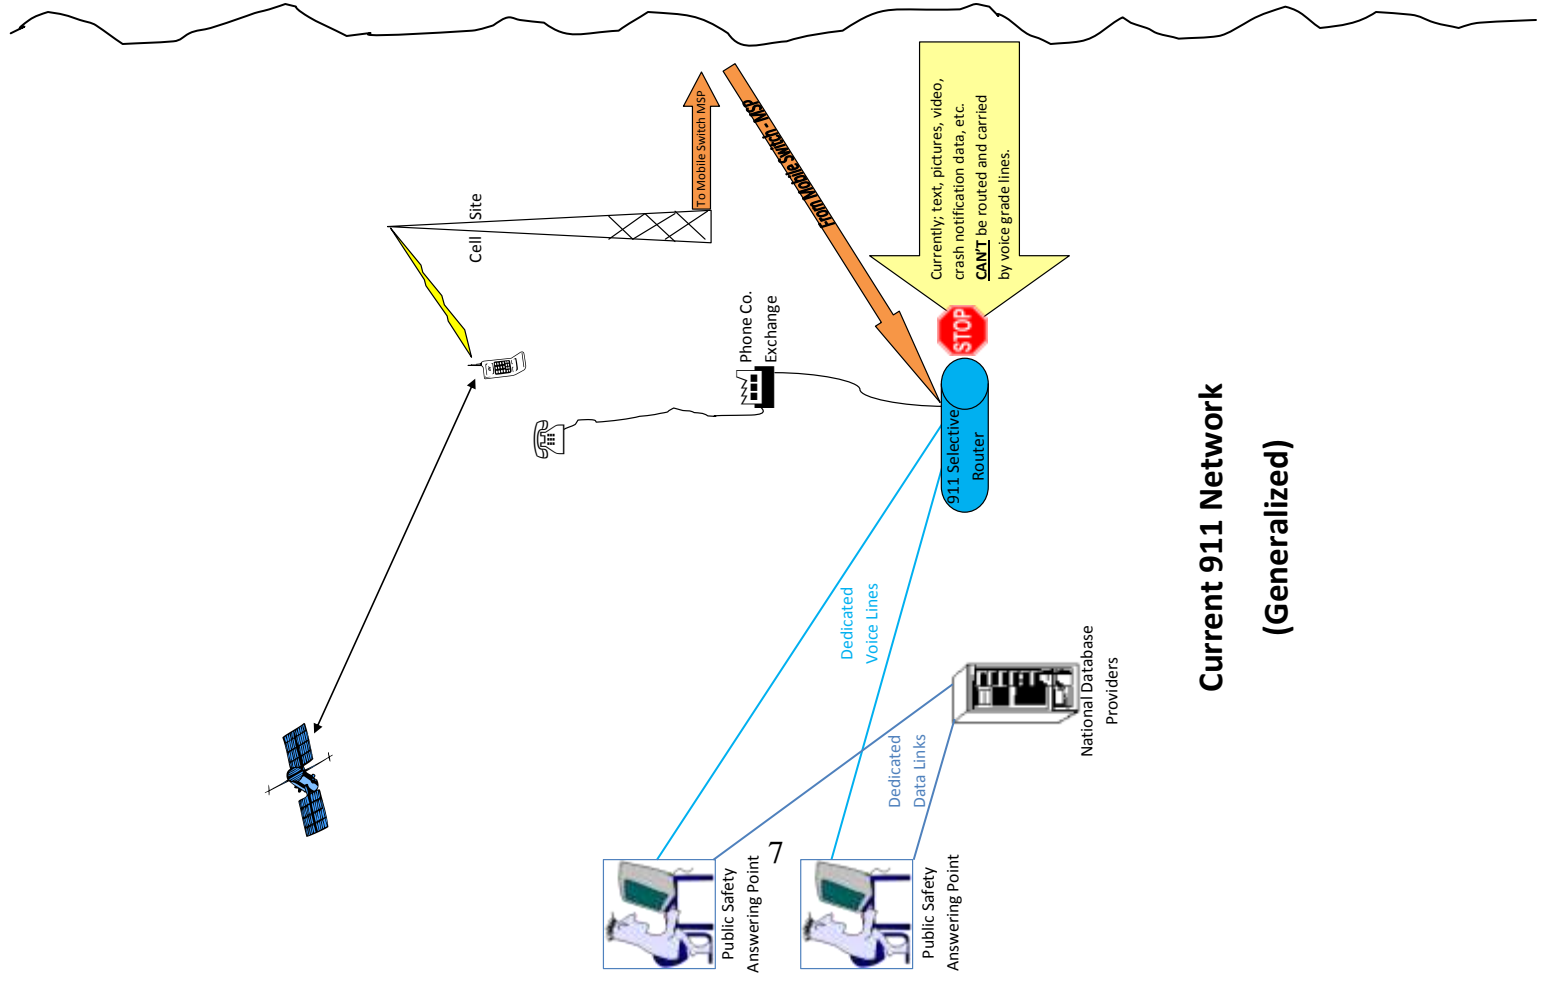 Cell Site
To Mobile Switch MSP
From Mobile Switch - MSP
Phone Co.
Exchange
Currently; text, pictures, video,
crash notification data, etc.
CAN'T be routed and carried
by voice grade lines.
STOP
911 Selective
Router
Dedicated
Voice Lines
Dedicated
Data Links
National Database
Providers
Public Safety
Answering Point
Public Safety
Answering Point
7
Current 911 Network
(Generalized)